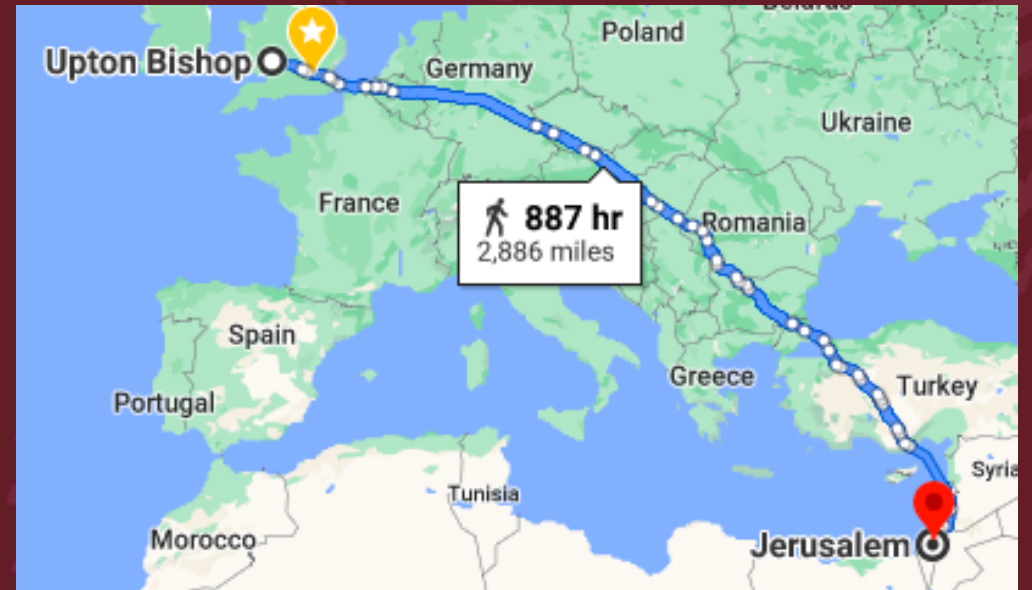 Belarus
Poland
Upton Bishop
Germany
Ukraine
France
887 hr
2,886 miles
Romania
Spain
Greece
Turkey
Portugal
Syria
Tunisia
Morocco
Jerusalem